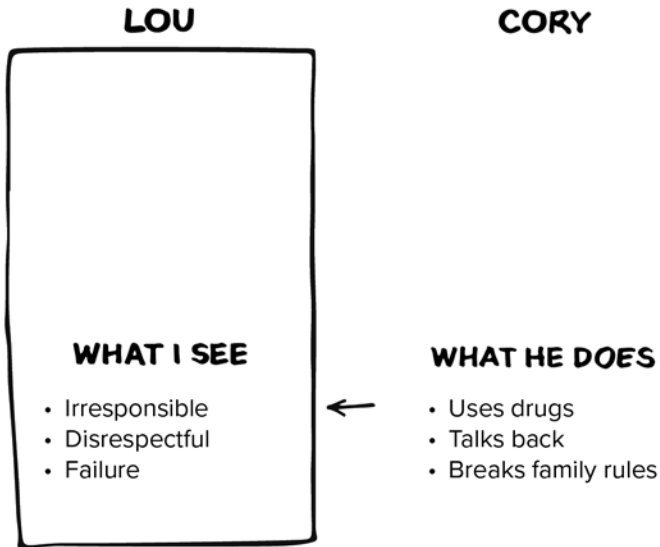 LOU
CORY
WHAT I SEE
• Irresponsible
• Disrespectful
• Failure
WHAT HE DOES
• Uses drugs
• Talks back
• Breaks family rules